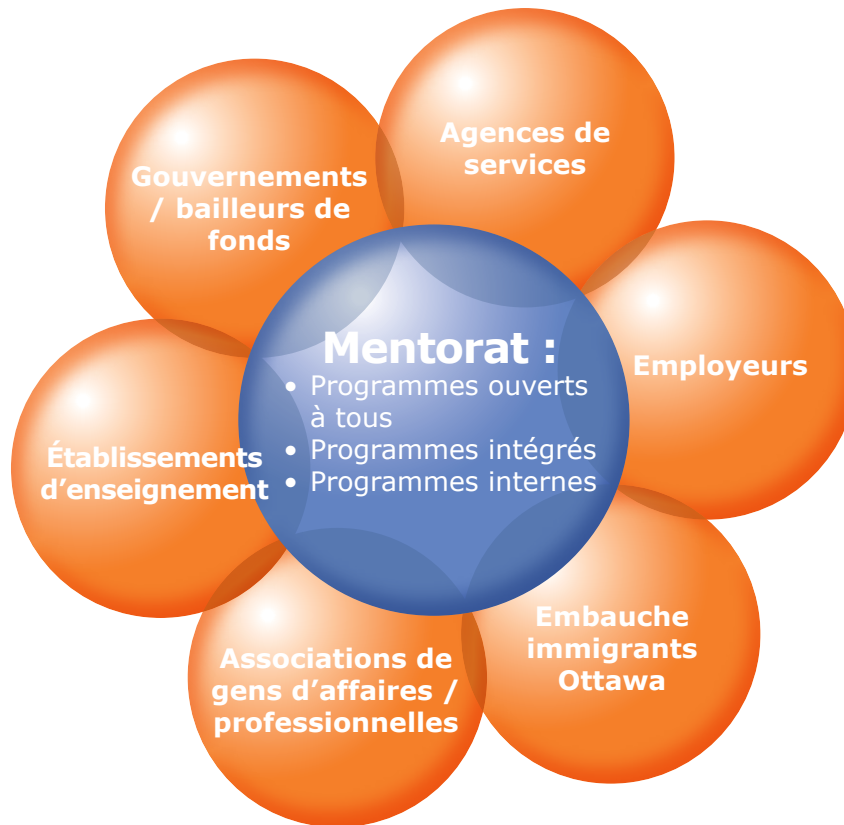 Agences de
services
Gouvernements
/ bailleurs de
fonds
Mentorat :
• Programmes ouverts
à tous
• Programmes intégrés
• Programmes internes
Employeurs
Établissements
d’enseignement
Embauche
immigrants
Ottawa
Associations de
gens d’affaires /
professionnelles